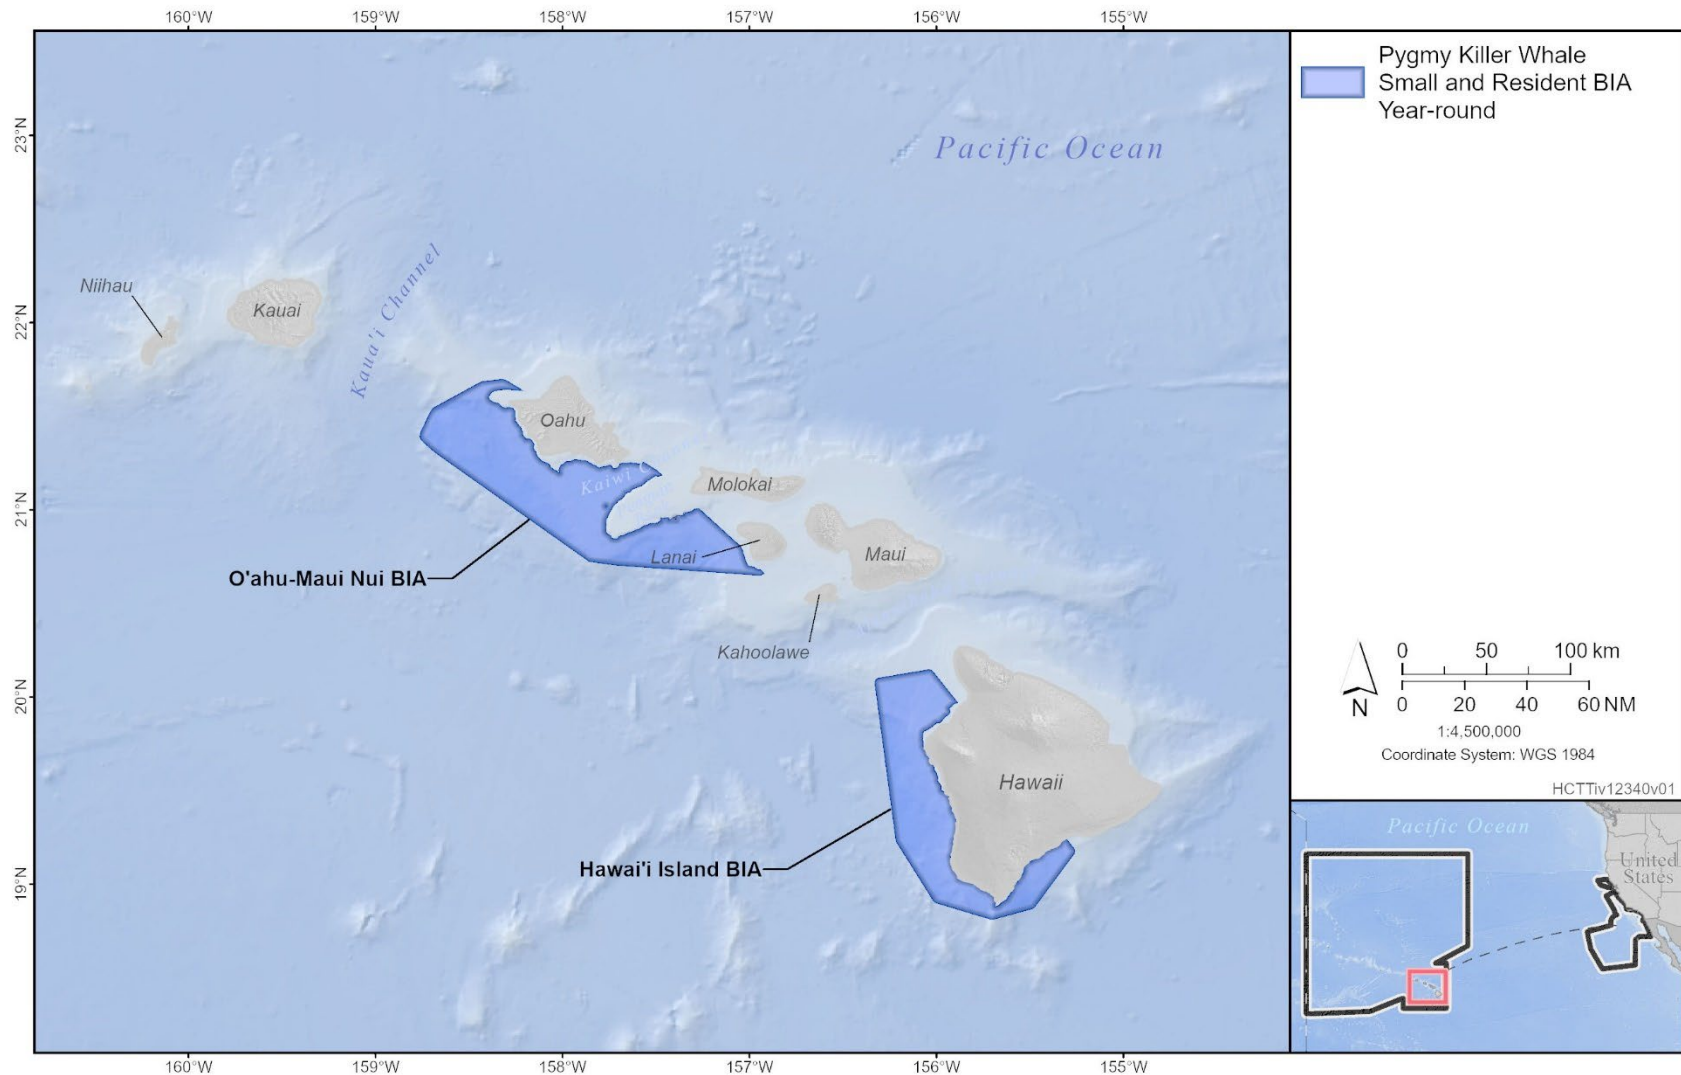 160°W 159°W 158°W 157°W 156°W 155°W
Pygmy Killer Whale
Small and Resident BIA
Year-round
23°N
Pacific Ocean
Kaua'i Channel
Niihau
Kauai
22°N
Oahu
Kaiwi
Molokai
21°N
Lanai
Maui
O'ahu-Maui Nui BIA
Kahoolawe
20°N
Hawaii
Hawai'i Island BIA
19°N
160°W 159°W 158°W 157°W 156°W 155°W
0 50 100 km
0 20 40 60 NM
N
1:4,500,000
Coordinate System: WGS 1984
HCTTiv12340v01
Pacific Ocean
United
States